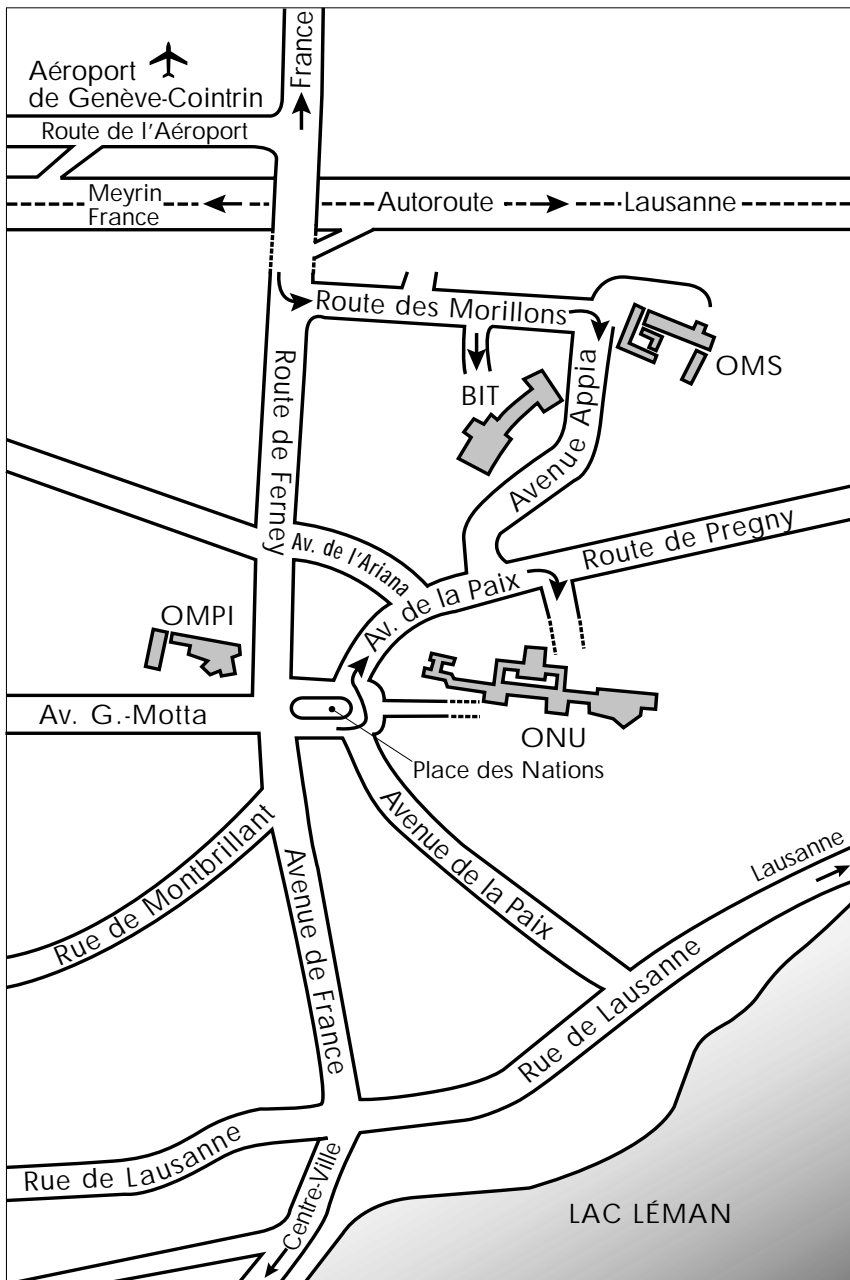 France
Aéroport
de Genève-Cointrin
Route de l'Aéroport
Meyrin
France
Autoroute
Lausanne
Route des Morillons
OMS
BIT
Avenue Appia
Route de Ferney
Av. de l'Ariana
Route de Pregny
Av. de la Paix
OMPI
Av. G.-Motta
ONU
Place des Nations
Avenue de la Paix
Rue de Montbrillant
Avenue de France
Lausanne
Rue de Lausanne
Rue de Lausanne
Centre-Ville
LAC LÉMAN